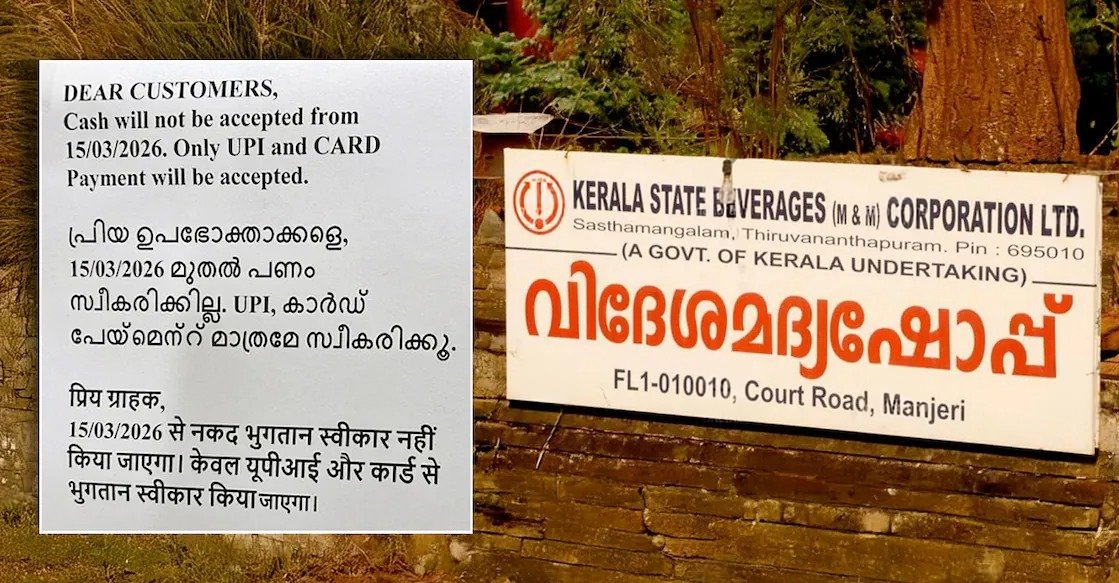 DEAR CUSTOMERS,
Cash will not be accepted from
15/03/2026. Only UPI and CARD
Payment will be accepted.
പ്രിയ ഉപഭോക്താക്കളെ,
15/03/2026 മുതൽ പണം
സ്വീകരിക്കില്ല. UPI, കാർഡ്
പേയ്മെന്റ് മാത്രമേ സ്വീകരിക്കൂ.
प्रिय ग्राहक,
15/03/2026 से नकद भुगतान स्वीकार नहीं
किया जाएगा। केवल यूपीआई और कार्ड से
भुगतान स्वीकार किया जाएगा।
KERALA STATE BEVERAGES (M & M) CORPORATION LTD.
Sasthamangalam, Thiruvananthapuram. Pin : 695010
(A GOVT. OF KERALA UNDERTAKING)
വിദേശമദ്യഷോപ്പ്
FL1-010010, Court Road, Manjeri